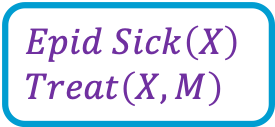 Epid Sick(X)
Treat(X, M)